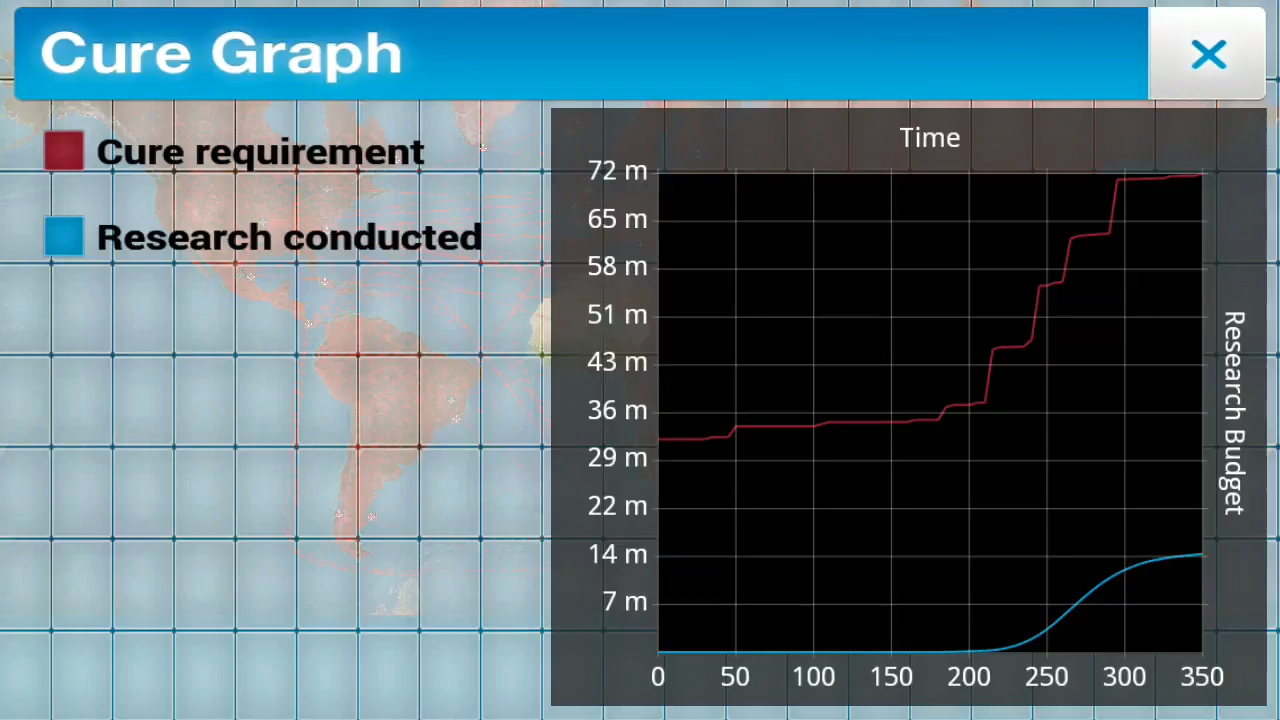 Cure Graph
Cure requirement
Research conducted
Time
72 m
65 m
58 m
51 m
43 m
36 m
29 m
22 m
14 m
7 m
0 50 100 150 200 250 300 350
Research Budget